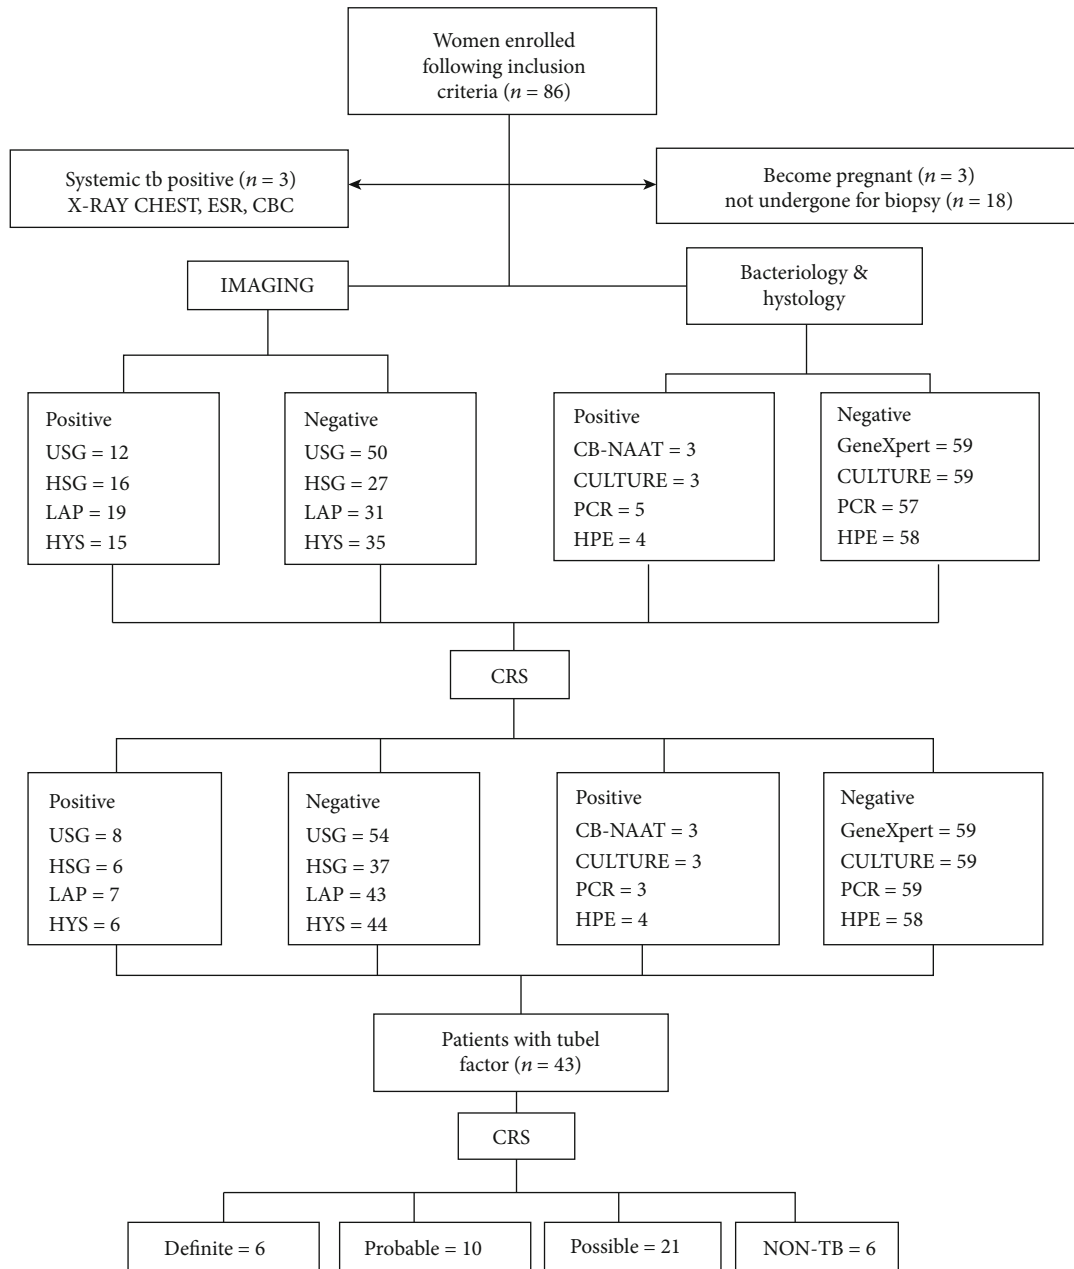 Women enrolled
following inclusion
criteria (n = 86)
Systemic tb positive (n = 3)
X-RAY CHEST, ESR, CBC
Become pregnant (n = 3)
not undergone for biopsy (n = 18)
IMAGING
Bacteriology &
hystology
Positive
USG = 12
HSG = 16
LAP = 19
HYS = 15
Negative
USG = 50
HSG = 27
LAP = 31
HYS = 35
Positive
CB-NAAT = 3
CULTURE = 3
PCR = 5
HPE = 4
Negative
GeneXpert = 59
CULTURE = 59
PCR = 57
HPE = 58
CRS
Positive
USG = 8
HSG = 6
LAP = 7
HYS = 6
Negative
USG = 54
HSG = 37
LAP = 43
HYS = 44
Positive
CB-NAAT = 3
CULTURE = 3
PCR = 3
HPE = 4
Negative
GeneXpert = 59
CULTURE = 59
PCR = 59
HPE = 58
Patients with tubel
factor (n = 43)
CRS
Definite = 6
Probable = 10
Possible = 21
NON-TB = 6